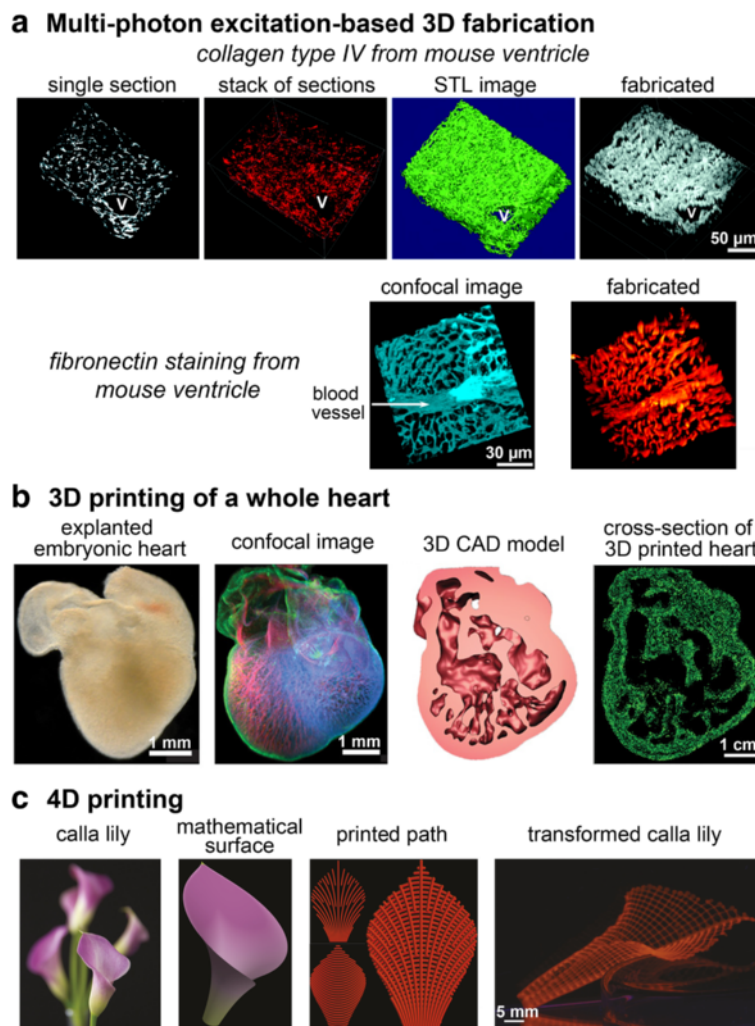 a Multi-photon excitation-based 3D fabrication
collagen type IV from mouse ventricle
single section stack of sections STL image fabricated
V V V V
50 µm
confocal image fabricated
fibronectin staining from
mouse ventricle
blood
vessel
30 µm
b 3D printing of a whole heart
explanted
embryonic heart
confocal image
3D CAD model
cross-section of
3D printed heart
1 mm 1 mm 1 cm
c 4D printing
calla lily
mathematical
surface
printed path
transformed calla lily
5 mm